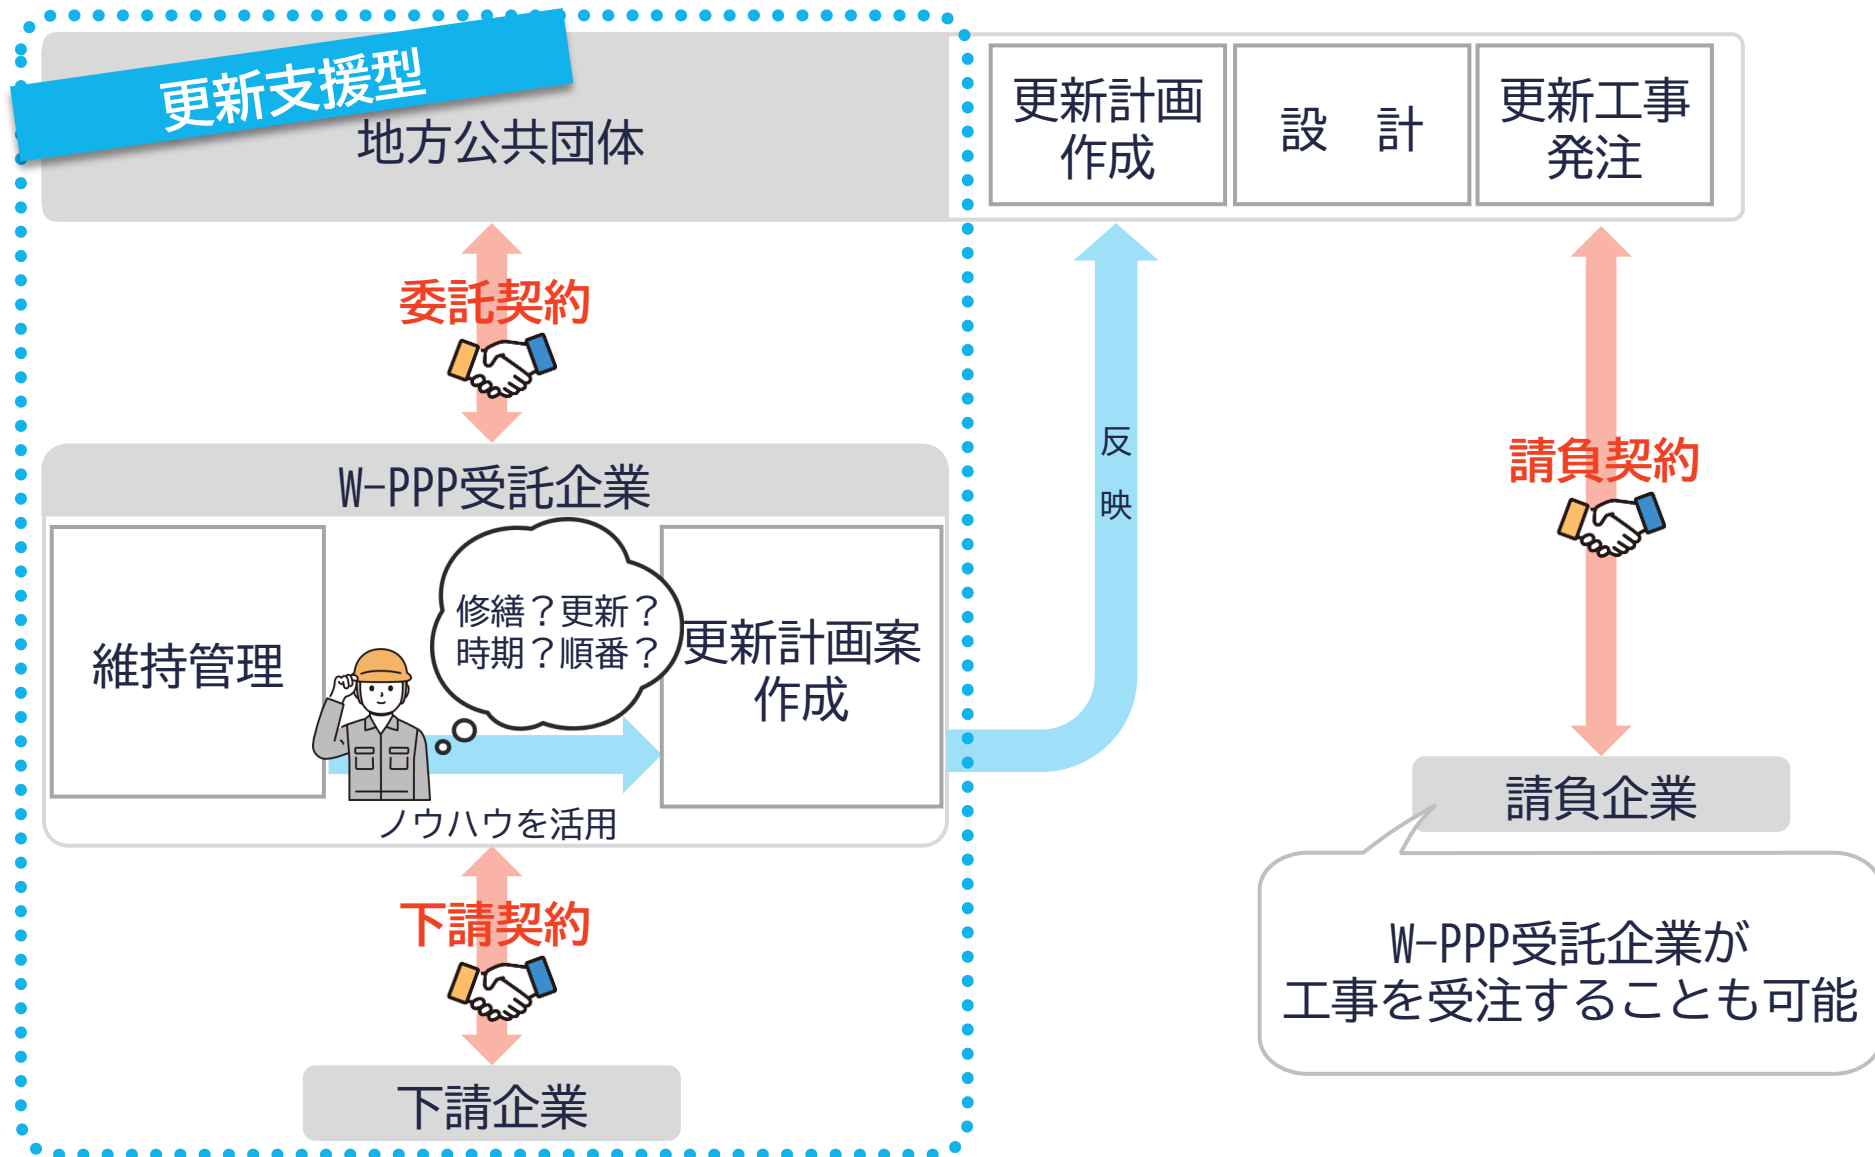 更新支援型
地方公共団体
更新計画
作成
設　計
更新工事
発注
委託契約
反
映
請負契約
W-PPP受託企業
維持管理
修繕？更新？
時期？順番？
更新計画案
作成
ノウハウを活用
請負企業
下請契約
W-PPP受託企業が
工事を受注することも可能
下請企業